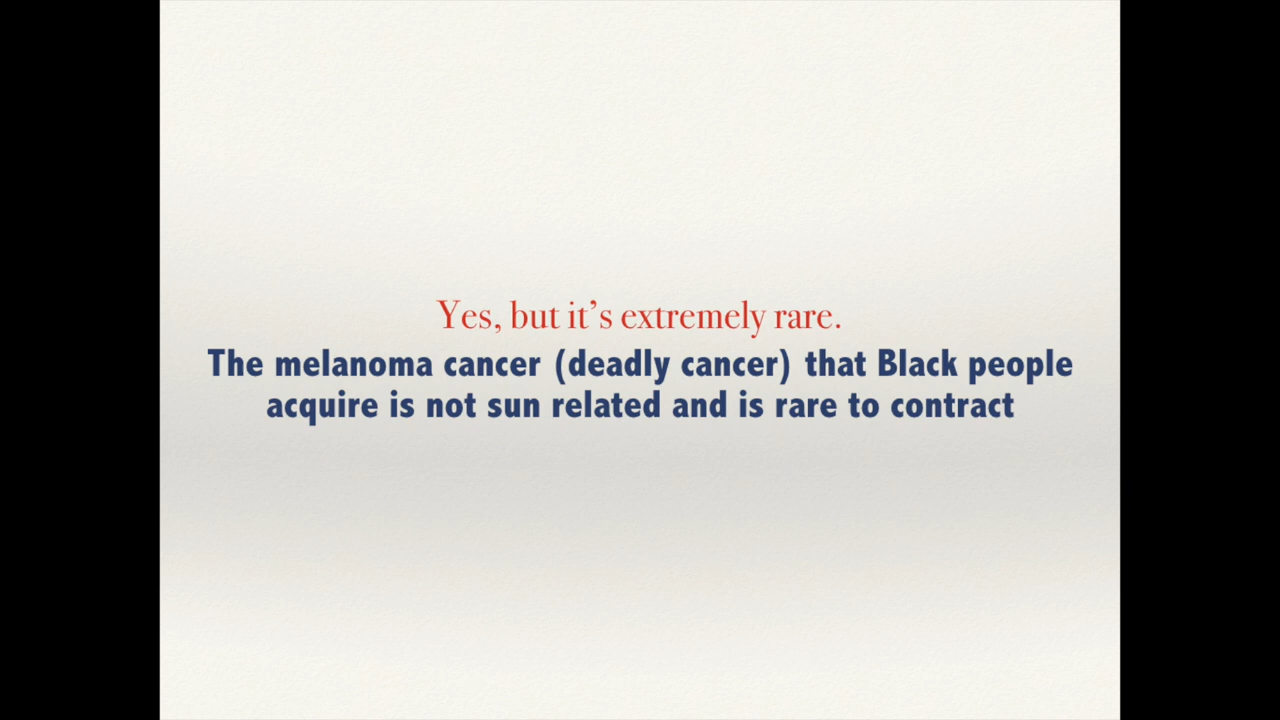 Yes, but it’s extremely rare.
The melanoma cancer (deadly cancer) that Black people
acquire is not sun related and is rare to contract